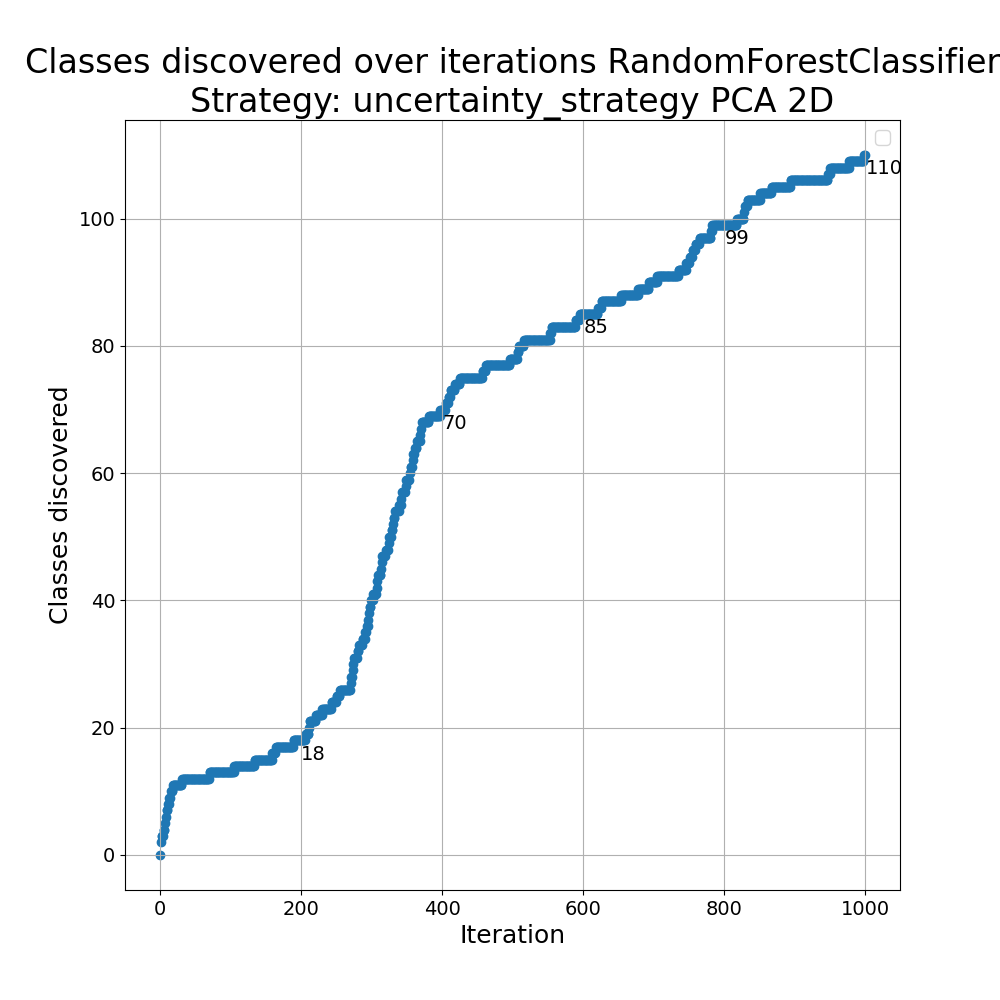 Classes discovered over iterations RandomForestClassifier
Strategy: uncertainty_strategy PCA 2D
110
100
99
80
85
70
60
40
20
18
0
0 200 400 600 800 1000
Classes discovered
Iteration